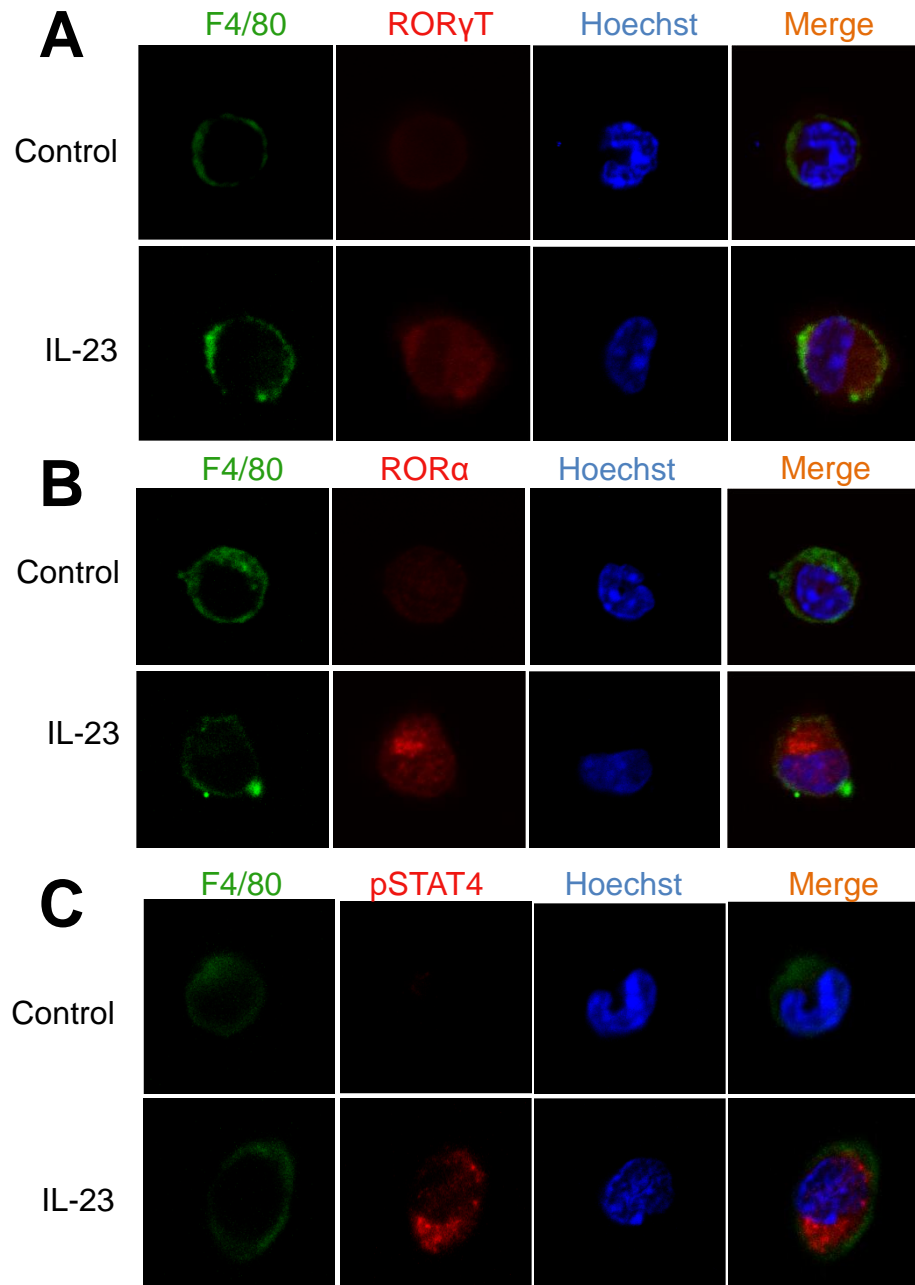 A
F4/80 RORγT Hoechst Merge
Control
IL-23
B
F4/80 RORα Hoechst Merge
Control
IL-23
C
F4/80 pSTAT4 Hoechst Merge
Control
IL-23